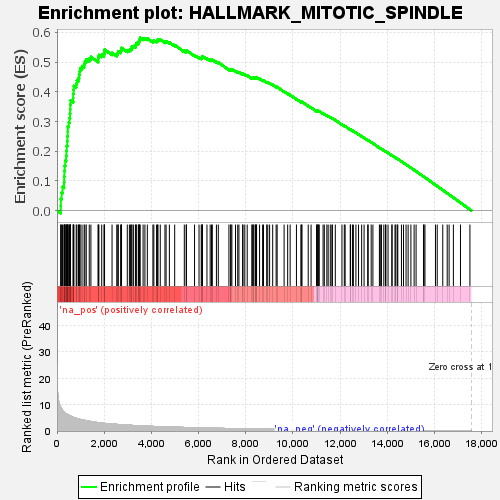 Enrichment plot: HALLMARK_MITOTIC_SPINDLE
Enrichment score (ES)
0.6
0.5
0.4
0.3
0.2
0.1
0.0
'na_pos' (positively correlated)
Ranked list metric (PreRanked)
40
30
20
10
0
Zero cross at 1
'na_neg' (negatively correlated)
0 2,000 4,000 6,000 8,000 10,000 12,000 14,000 16,000 18,000
Rank in Ordered Dataset
Enrichment profile Hits Ranking metric scores